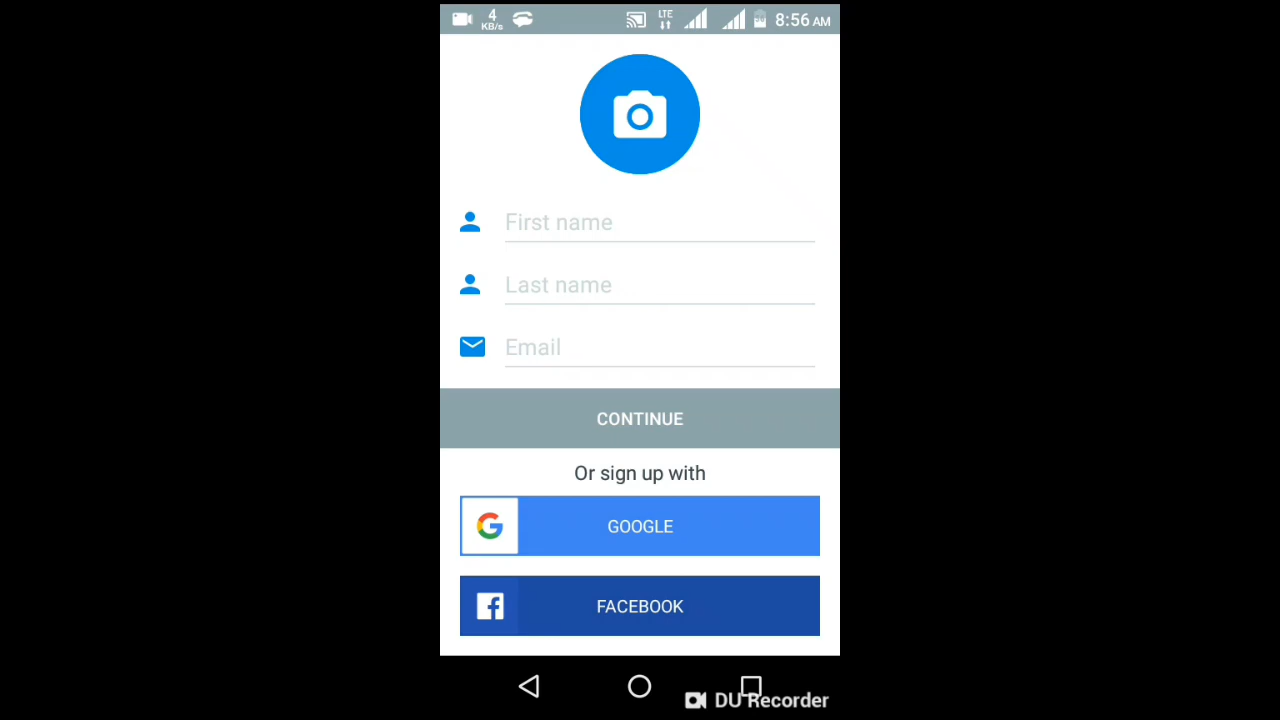 4
KB/s
LTE
8:56 AM
First name
Last name
Email
CONTINUE
Or sign up with
GOOGLE
FACEBOOK
DU Recorder